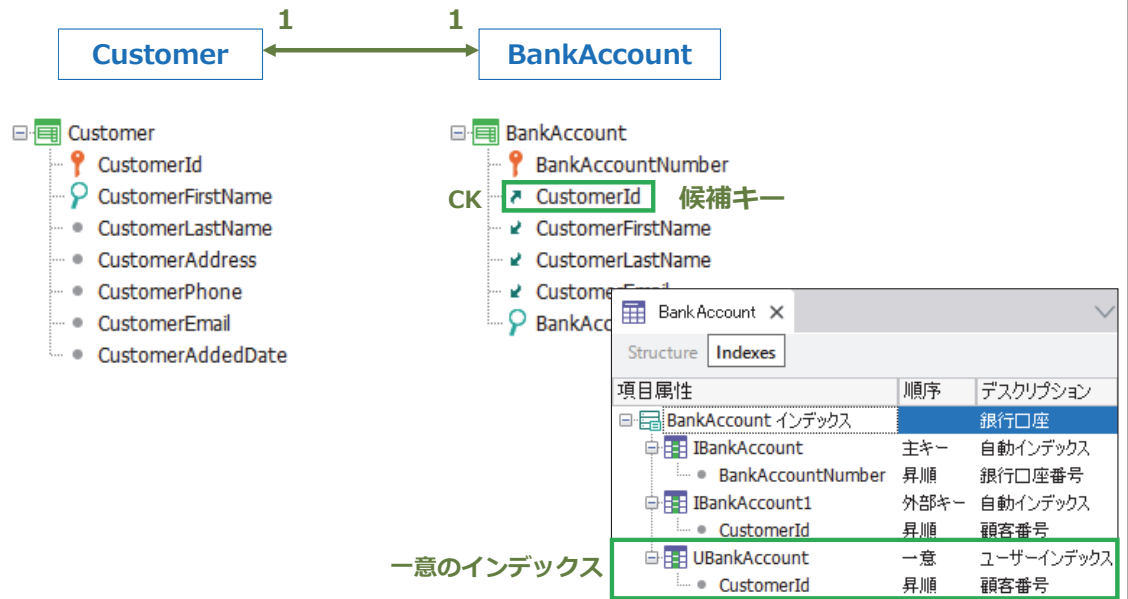 1 1
Customer BankAccount
Customer
CustomerId
CustomerFirstName
CustomerLastName
CustomerAddress
CustomerPhone
CustomerEmail
CustomerAddedDate
BankAccount
BankAccountNumber
CK CustomerId 候補キー
CustomerFirstName
CustomerLastName
BankAccount
Structure Indexes
項目属性 順序 デスクリプション
BankAccount インデックス 銀行口座
IBankAccount 主キー 自動インデックス
BankAccountNumber 昇順 銀行口座番号
IBankAccount1 外部キー 自動インデックス
CustomerId 昇順 顧客番号
一意のインデックス UBankAccount 一意 ユーザーインデックス
CustomerId 昇順 顧客番号